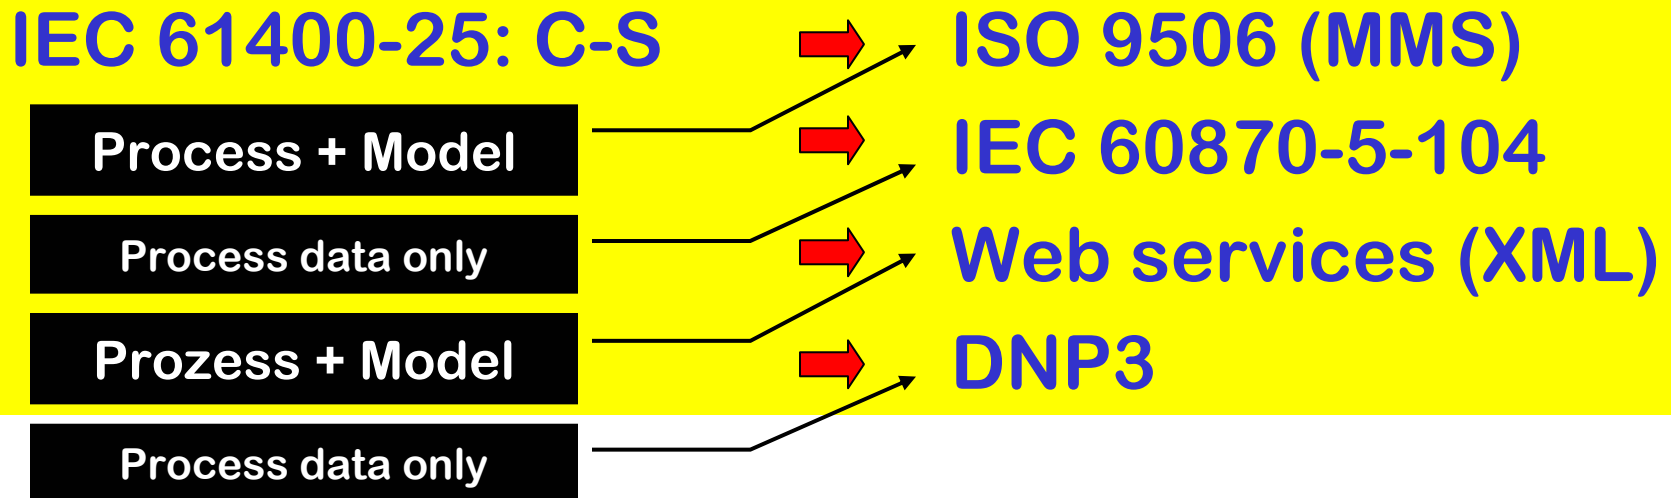 IEC 61400-25: C-S
ISO 9506 (MMS)
Process + Model
IEC 60870-5-104
Process data only
Web services (XML)
Prozess + Model
DNP3
Process data only